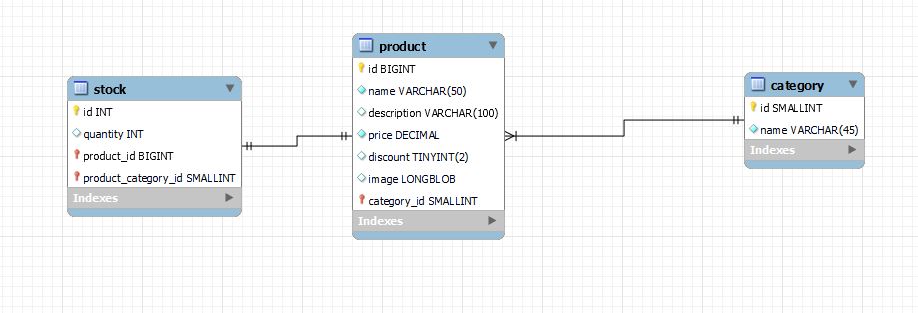 stock
id INT
quantity INT
product_id BIGINT
product_category_id SMALLINT
Indexes
product
id BIGINT
name VARCHAR(50)
description VARCHAR(100)
price DECIMAL
discount TINYINT(2)
image LONGBLOB
category_id SMALLINT
Indexes
category
id SMALLINT
name VARCHAR(45)
Indexes